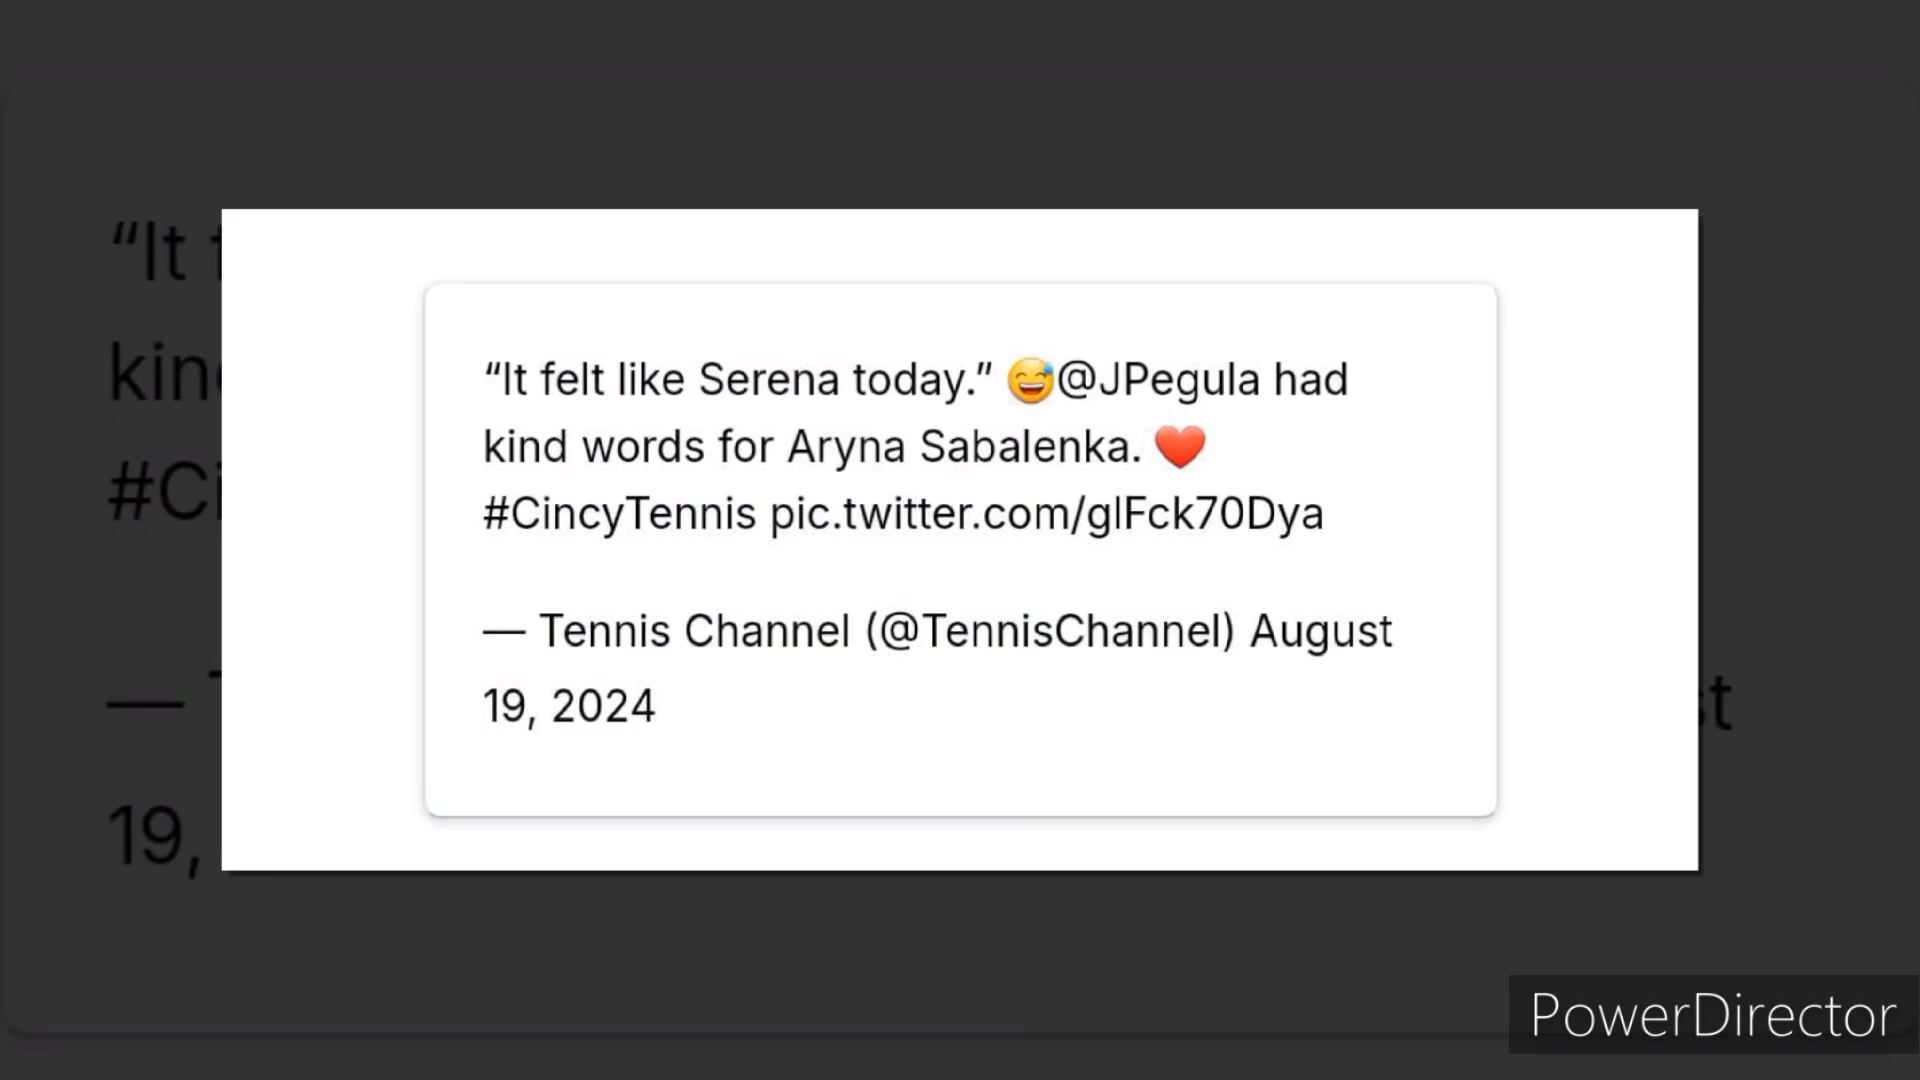 “It felt like Serena today.” 😅@JPegula had
kind words for Aryna Sabalenka. ❤️
#CincyTennis pic.twitter.com/glFck70Dya
— Tennis Channel (@TennisChannel) August
19, 2024
PowerDirector